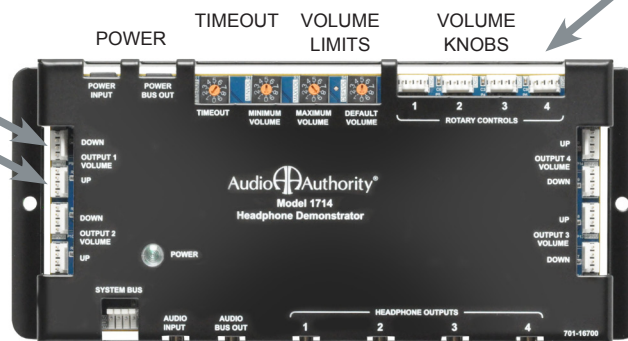 TIMEOUT VOLUME LIMITS VOLUME KNOBS
POWER
POWER INPUT
POWER BUS OUT
TIMEOUT
MINIMUM VOLUME
MAXIMUM VOLUME
DEFAULT VOLUME
1 2 3 4
ROTARY CONTROLS
DOWN
OUTPUT 1 VOLUME
UP
DOWN
OUTPUT 2 VOLUME
UP
UP
OUTPUT 4 VOLUME
DOWN
UP
OUTPUT 3 VOLUME
DOWN
Audio Authority®
Model 1714
Headphone Demonstrator
POWER
SYSTEM BUS
AUDIO INPUT
AUDIO BUS OUT
HEADPHONE OUTPUTS
1 2 3 4
701-16700